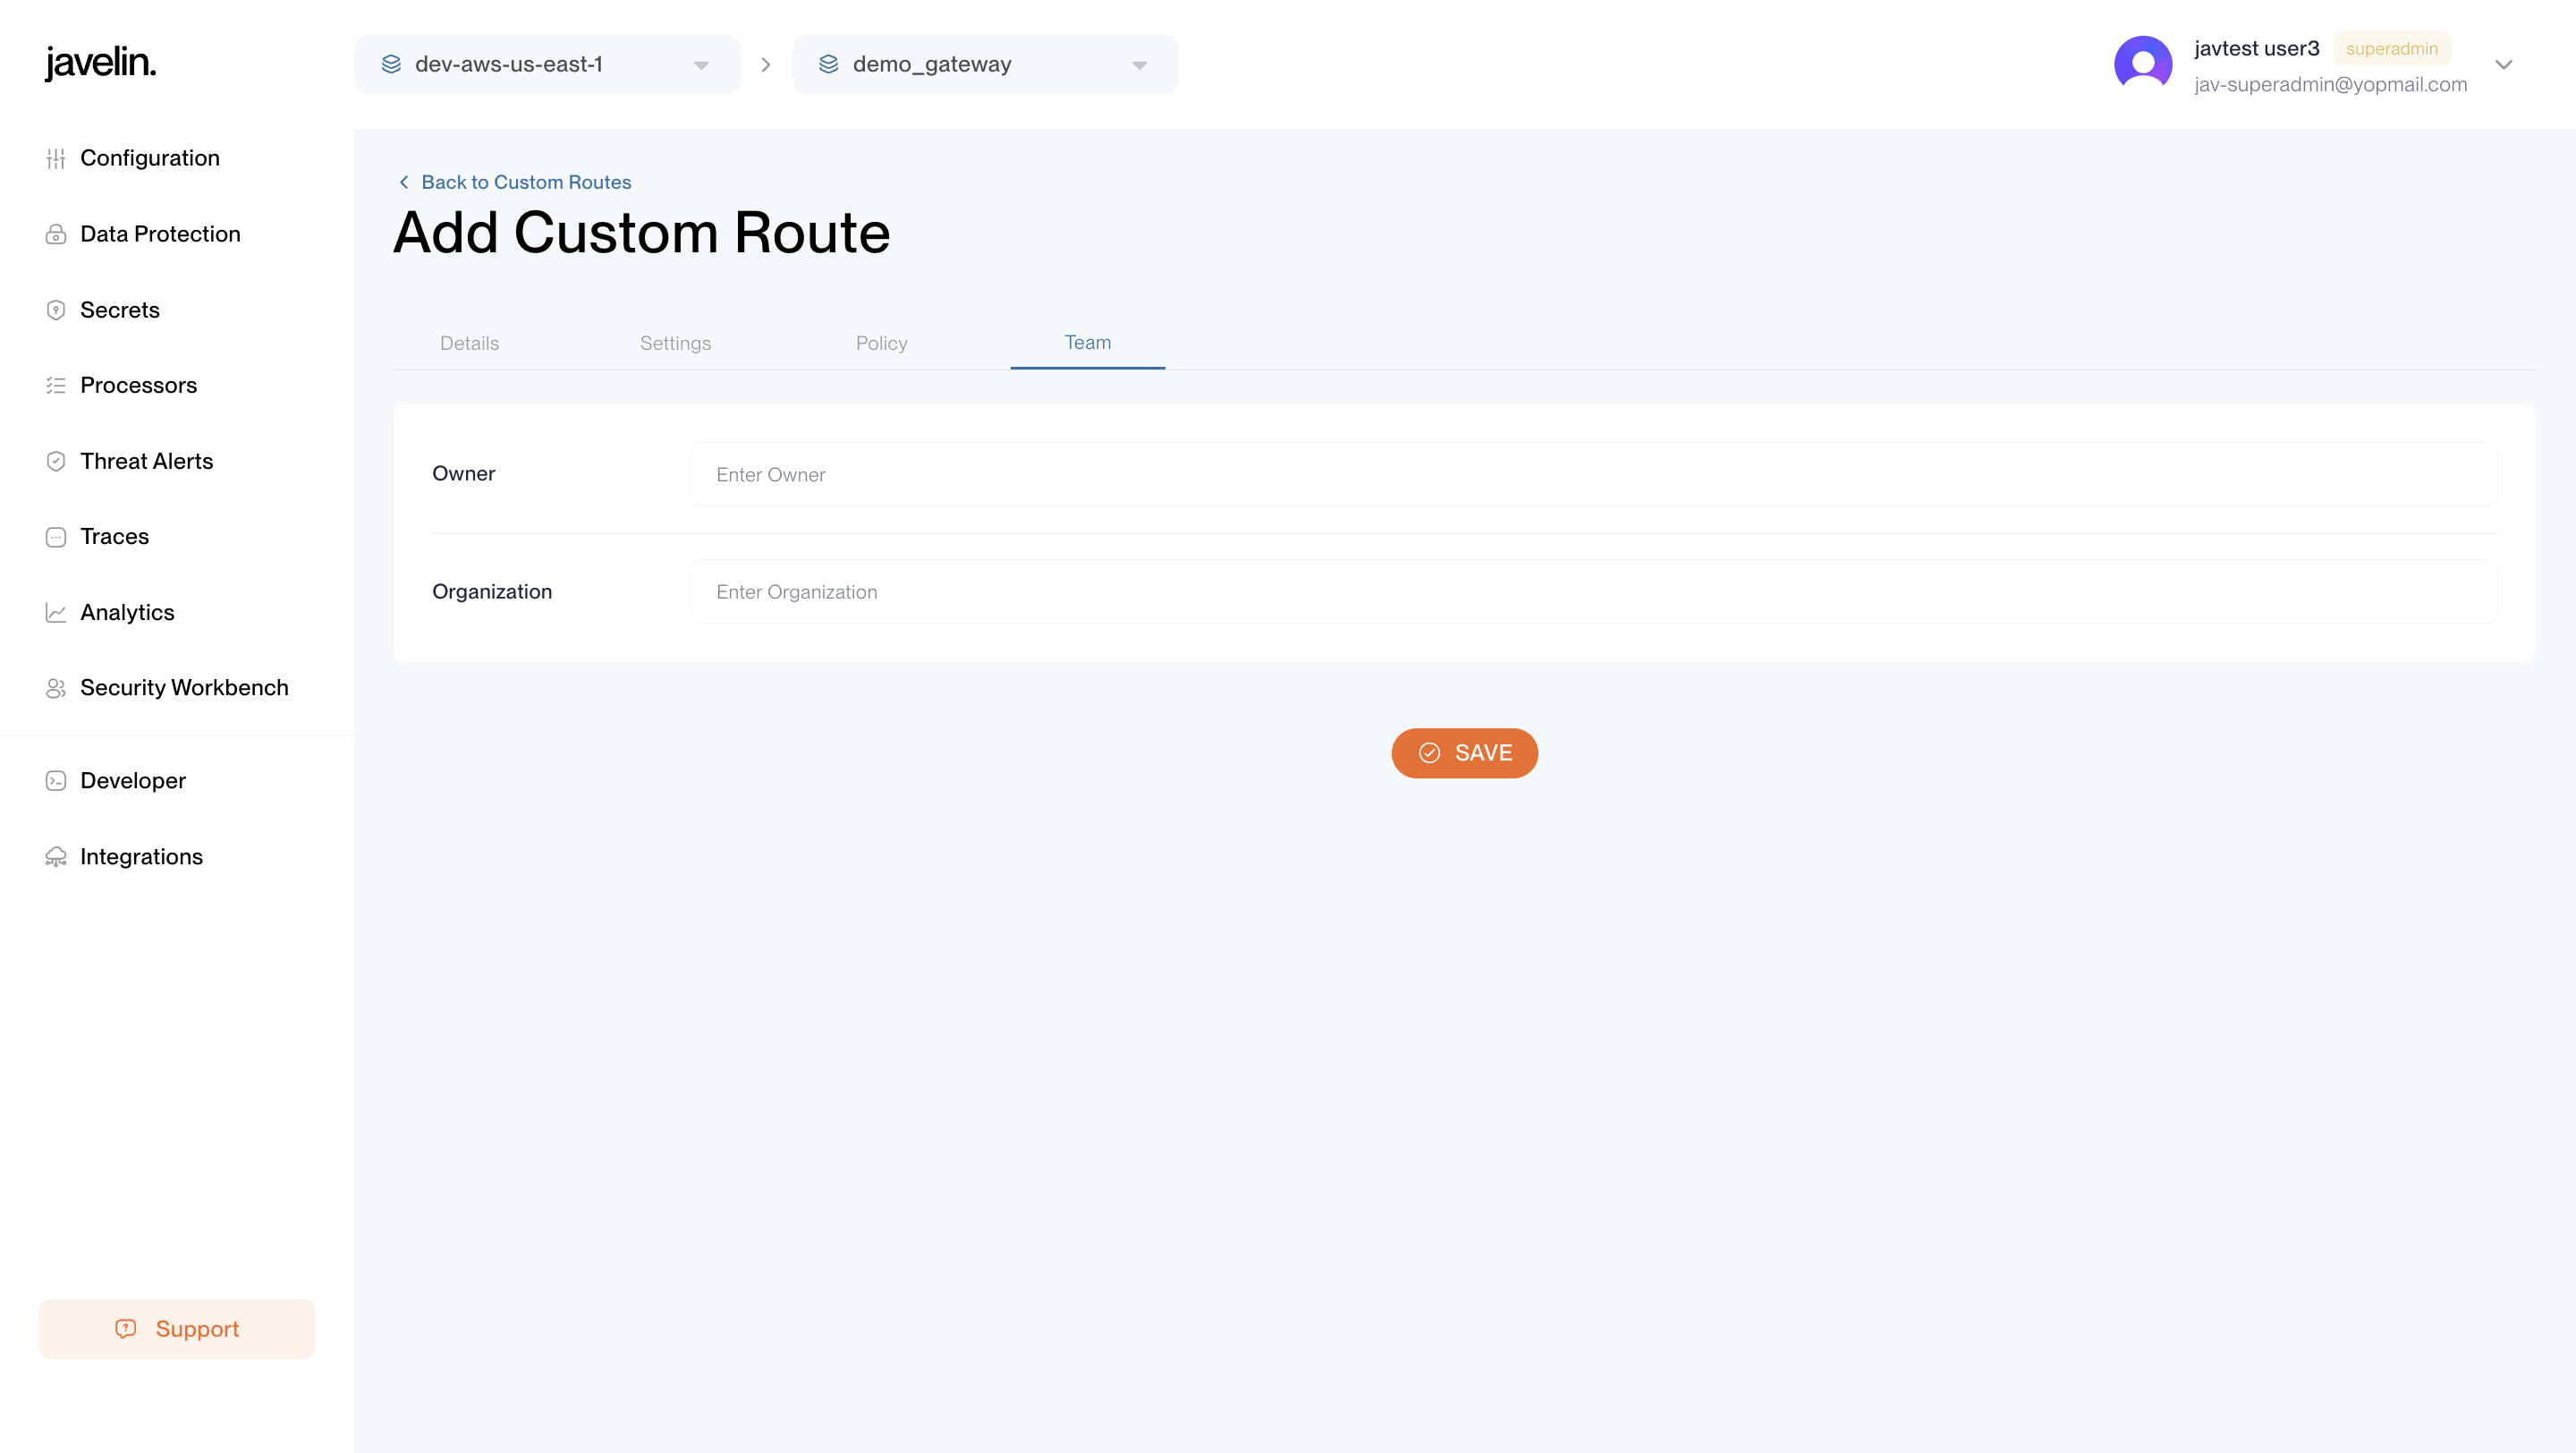 javelin.
dev-aws-us-east-1
demo_gateway
javtest user3
superadmin
jav-superadmin@yopmail.com
Configuration
Data Protection
Secrets
Processors
Threat Alerts
Traces
Analytics
Security Workbench
Developer
Integrations
Support
Back to Custom Routes
Add Custom Route
Details
Settings
Policy
Team
Owner
Enter Owner
Organization
Enter Organization
SAVE